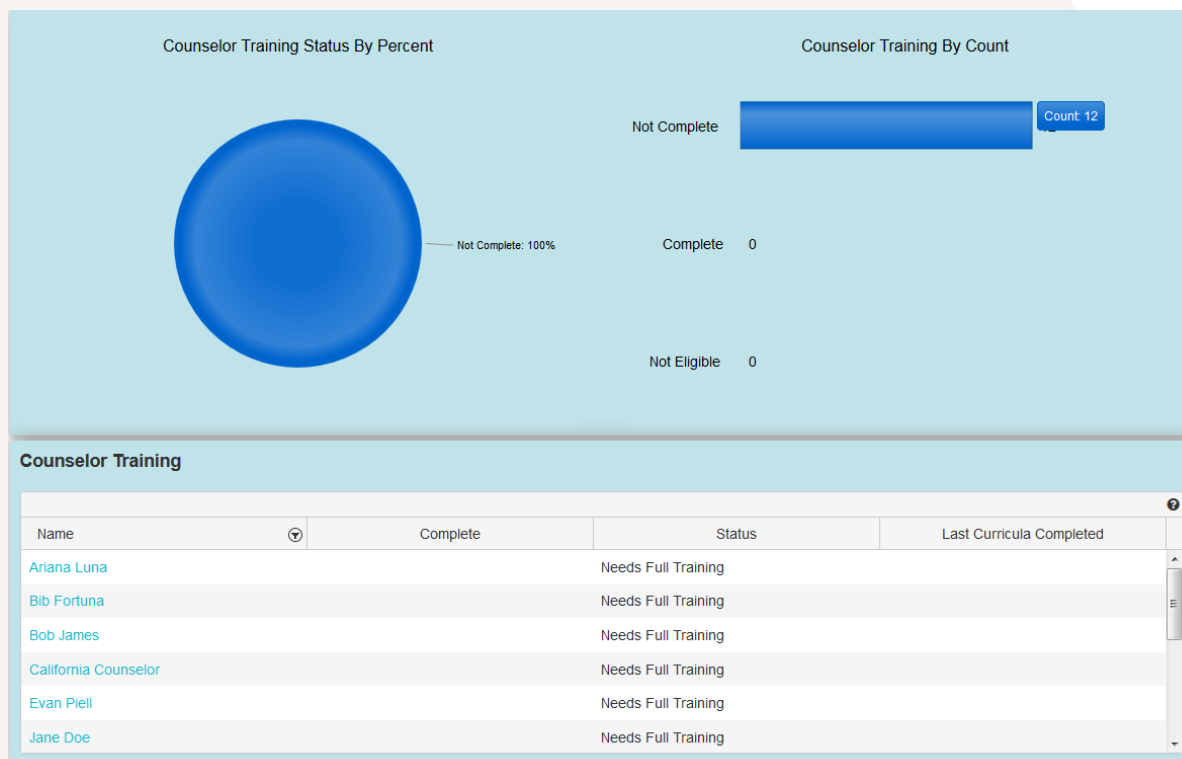 Counselor Training Status By Percent
Not Complete: 100%
Counselor Training By Count
Not Complete
Count: 12
Complete 0
Not Eligible 0
Counselor Training
Name Complete Status Last Curricula Completed
Ariana Luna Needs Full Training
Bib Fortuna Needs Full Training
Bob James Needs Full Training
California Counselor Needs Full Training
Evan Piell Needs Full Training
Jane Doe Needs Full Training